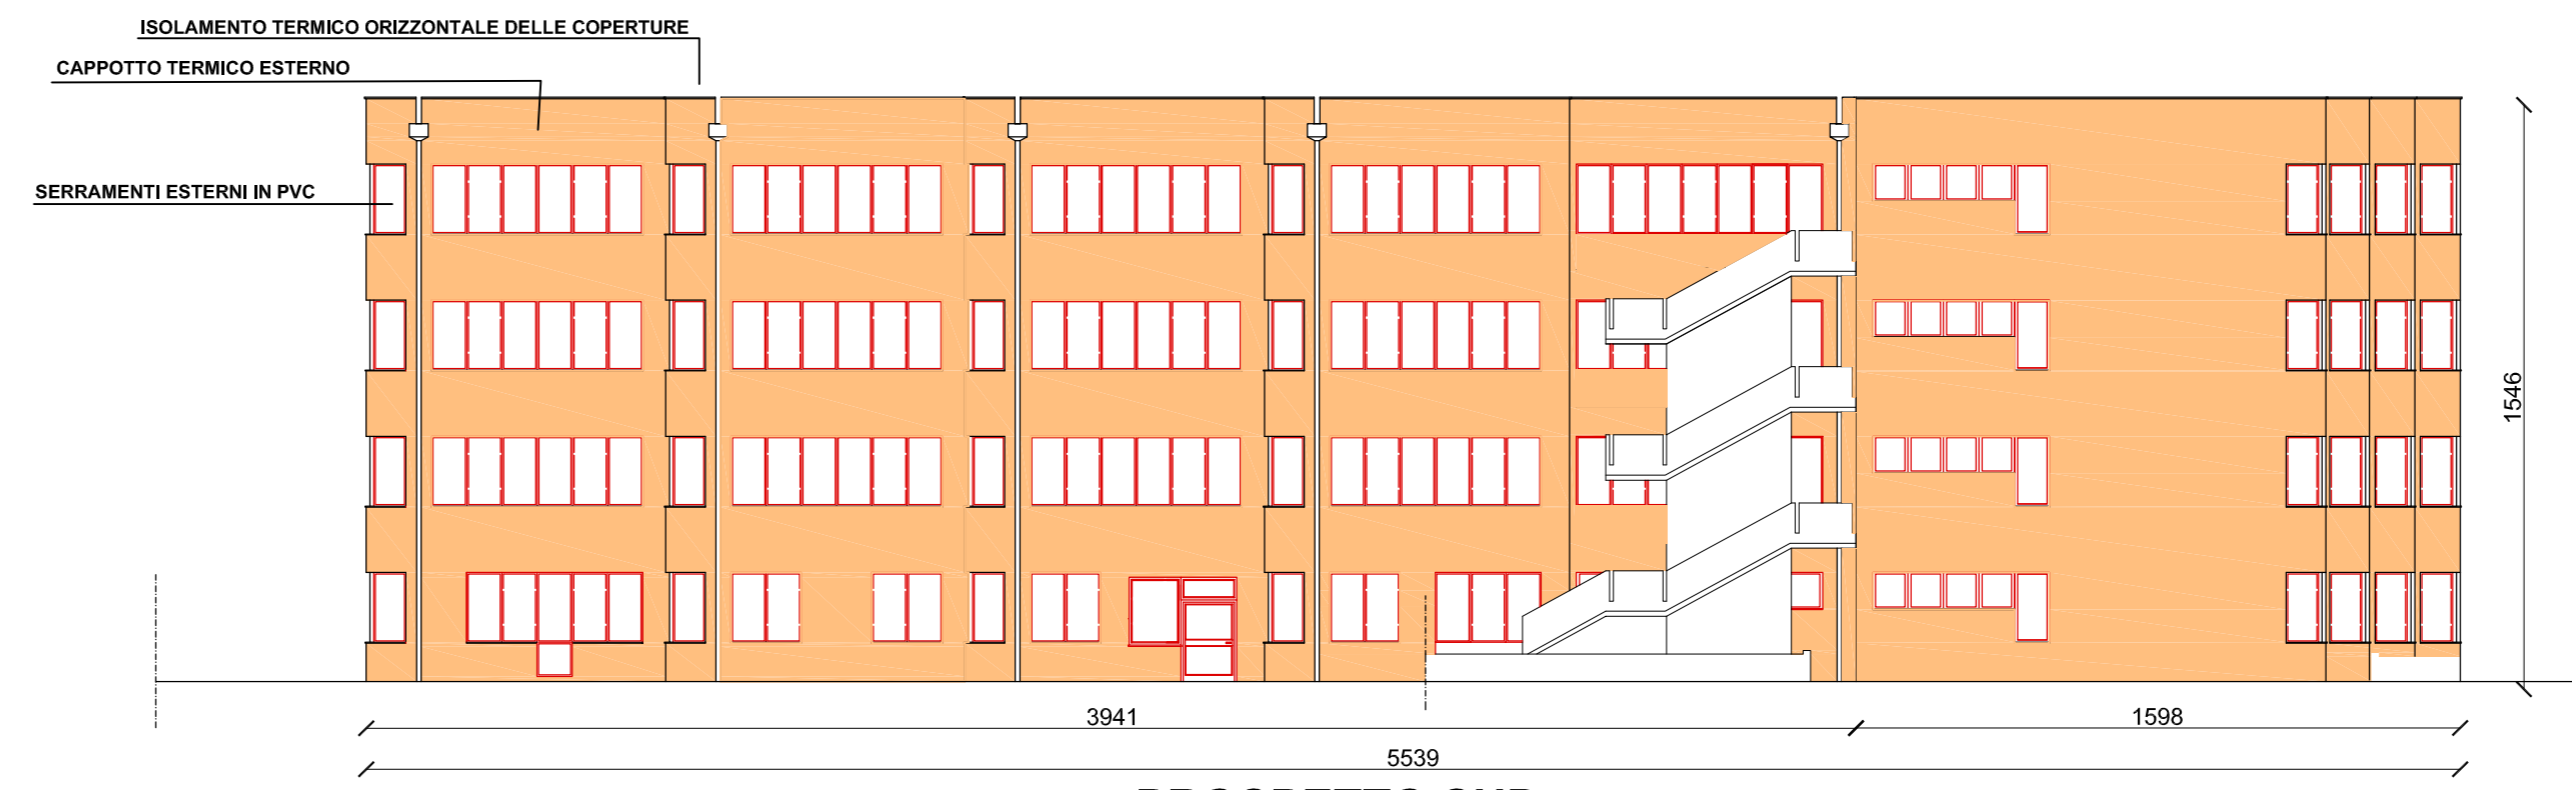 ISOLAMENTO TERMICO ORIZZONTALE DELLE COPERTURE
CAPPOTTO TERMICO ESTERNO
SERRAMENTI ESTERNI IN PVC
1546
3941
1598
5539